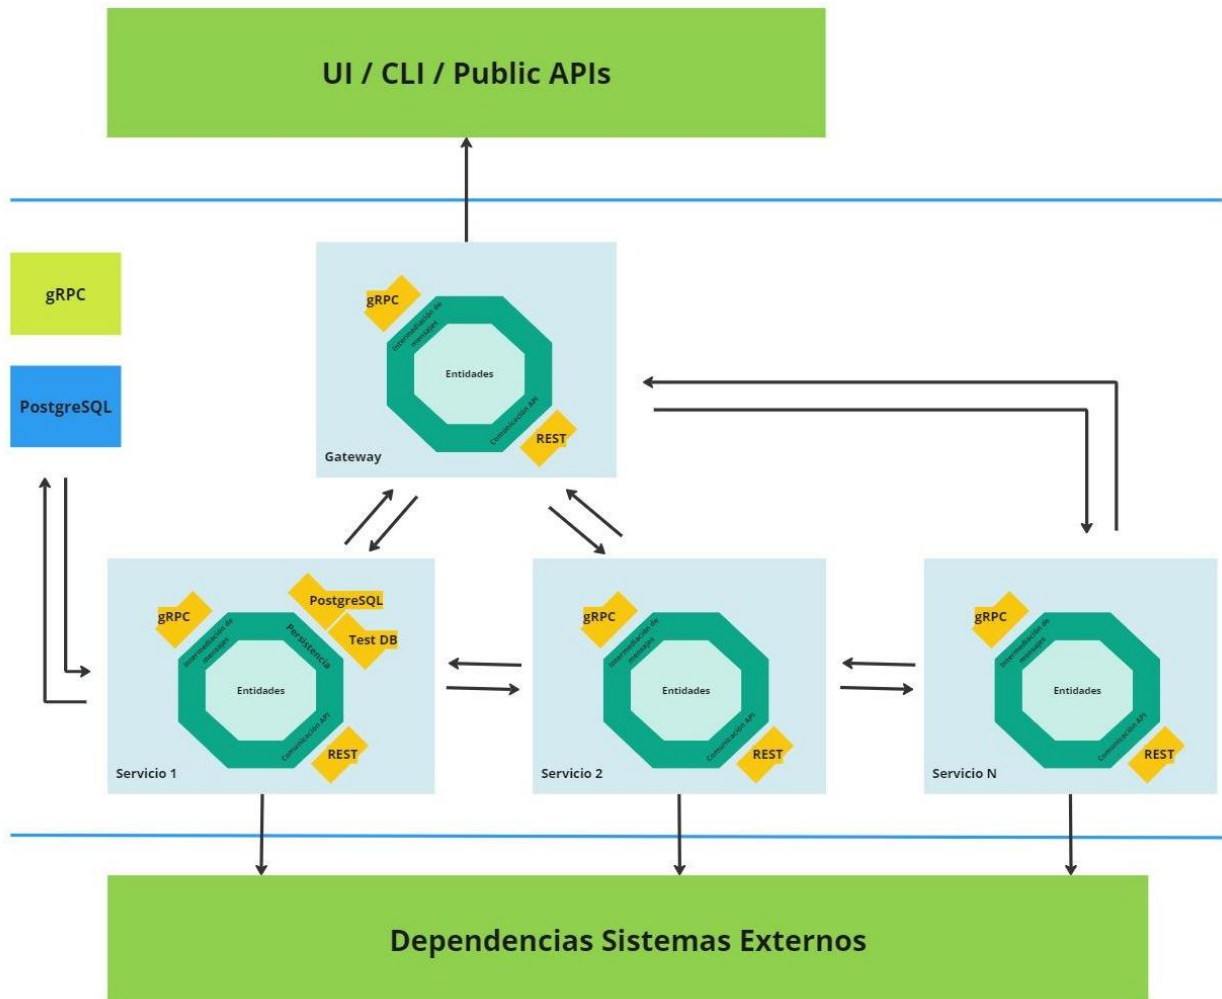 UI / CLI / Public APIs
gRPC
PostgreSQL
gRPC
Intermediación de
mensajes
Entidades
Comunicación API
REST
Gateway
gRPC
Intermediación de
mensajes
PostgreSQL
Test DB
Persistencia
Entidades
Comunicación API
REST
Servicio 1
gRPC
Intermediación de
mensajes
Entidades
Comunicación API
REST
Servicio 2
gRPC
Intermediación de
mensajes
Entidades
Comunicación API
REST
Servicio N
Dependencias Sistemas Externos